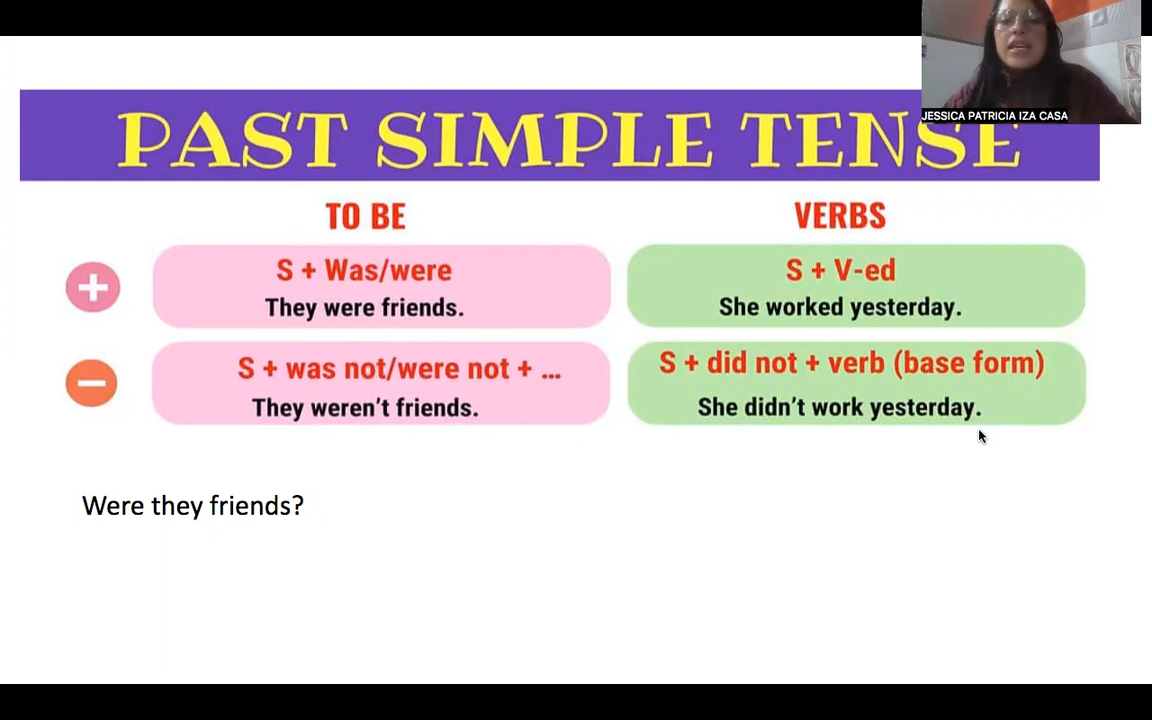 JESSICA PATRICIA IZA CASA
PAST SIMPLE TENSE
TO BE
VERBS
S + Was/were
They were friends.
S + V-ed
She worked yesterday.
S + was not/were not + ...
They weren't friends.
S + did not + verb (base form)
She didn't work yesterday.
Were they friends?